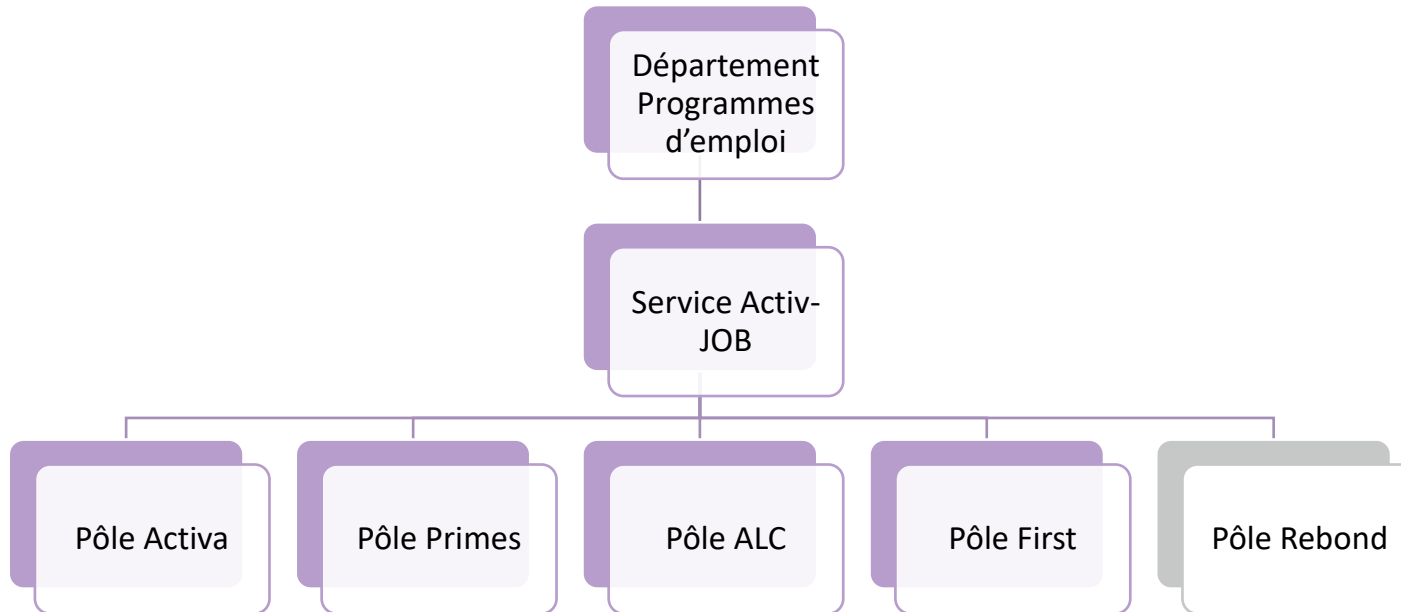 Département
Programmes
d’emploi
Service Activ-
JOB
Pôle Activa
Pôle Primes
Pôle ALC
Pôle First
Pôle Rebond